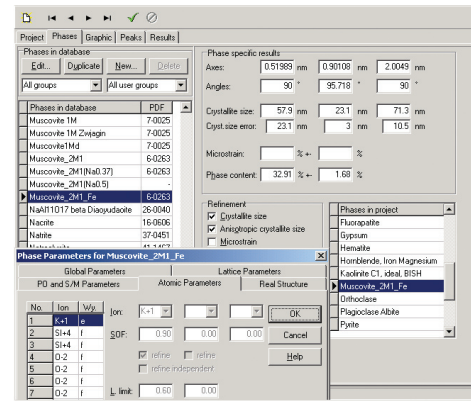 Project Phases Graphic Peaks Results
Phases in database
Edit... Duplicate New... Delete
All groups All user groups
Phases in database PDF
Muscovite 1M 7-0025
Muscovite 1M Zwjagin 7-0025
Muscovite1Md 7-0025
Muscovite_2M1 6-0263
Muscovite_2M1(Na0.37) 6-0263
Muscovite_2M1(Na0.5) -
Muscovite_2M1_Fe 6-0263
NaAl11O17 beta Diaoyudaoite 26-0040
Nacrite 16-0606
Natrite 37-0451
Phase specific results
Axes: 0.51989 nm 0.90108 nm 2.0049 nm
Angles: 90 ° 95.718 ° 90 °
Crystallite size: 57.9 nm 23.1 nm 71.3 nm
Cryst.size error: 23.1 nm 3 nm 10.5 nm
Microstrain: % +- %
Phase content: 32.91 % +- 1.68 %
Refinement
Crystallite size
Anisotropic crystallite size
Microstrain
Phases in project
Fluorapatite
Gypsum
Hematite
Hornblende, Iron Magnesium
Kaolinite C1, ideal, BISH
Muscovite_2M1_Fe
Orthoclase
Plagioclase Albite
Pyrite
Phase Parameters for Muscovite_2M1_Fe
Global Parameters Lattice Parameters
PO and S/M Parameters Atomic Parameters Real Structure
No. Ion Wy.
1 K+1 e
2 SI+4 f
3 SI+4 f
4 O-2 f
5 O-2 f
6 O-2 f
7 O-2 f
Ion: K+1
SOF: 0.90 0.00 0.00
refine refine
refine independent
L. limit: 0.60 0.00
OK
Cancel
Help